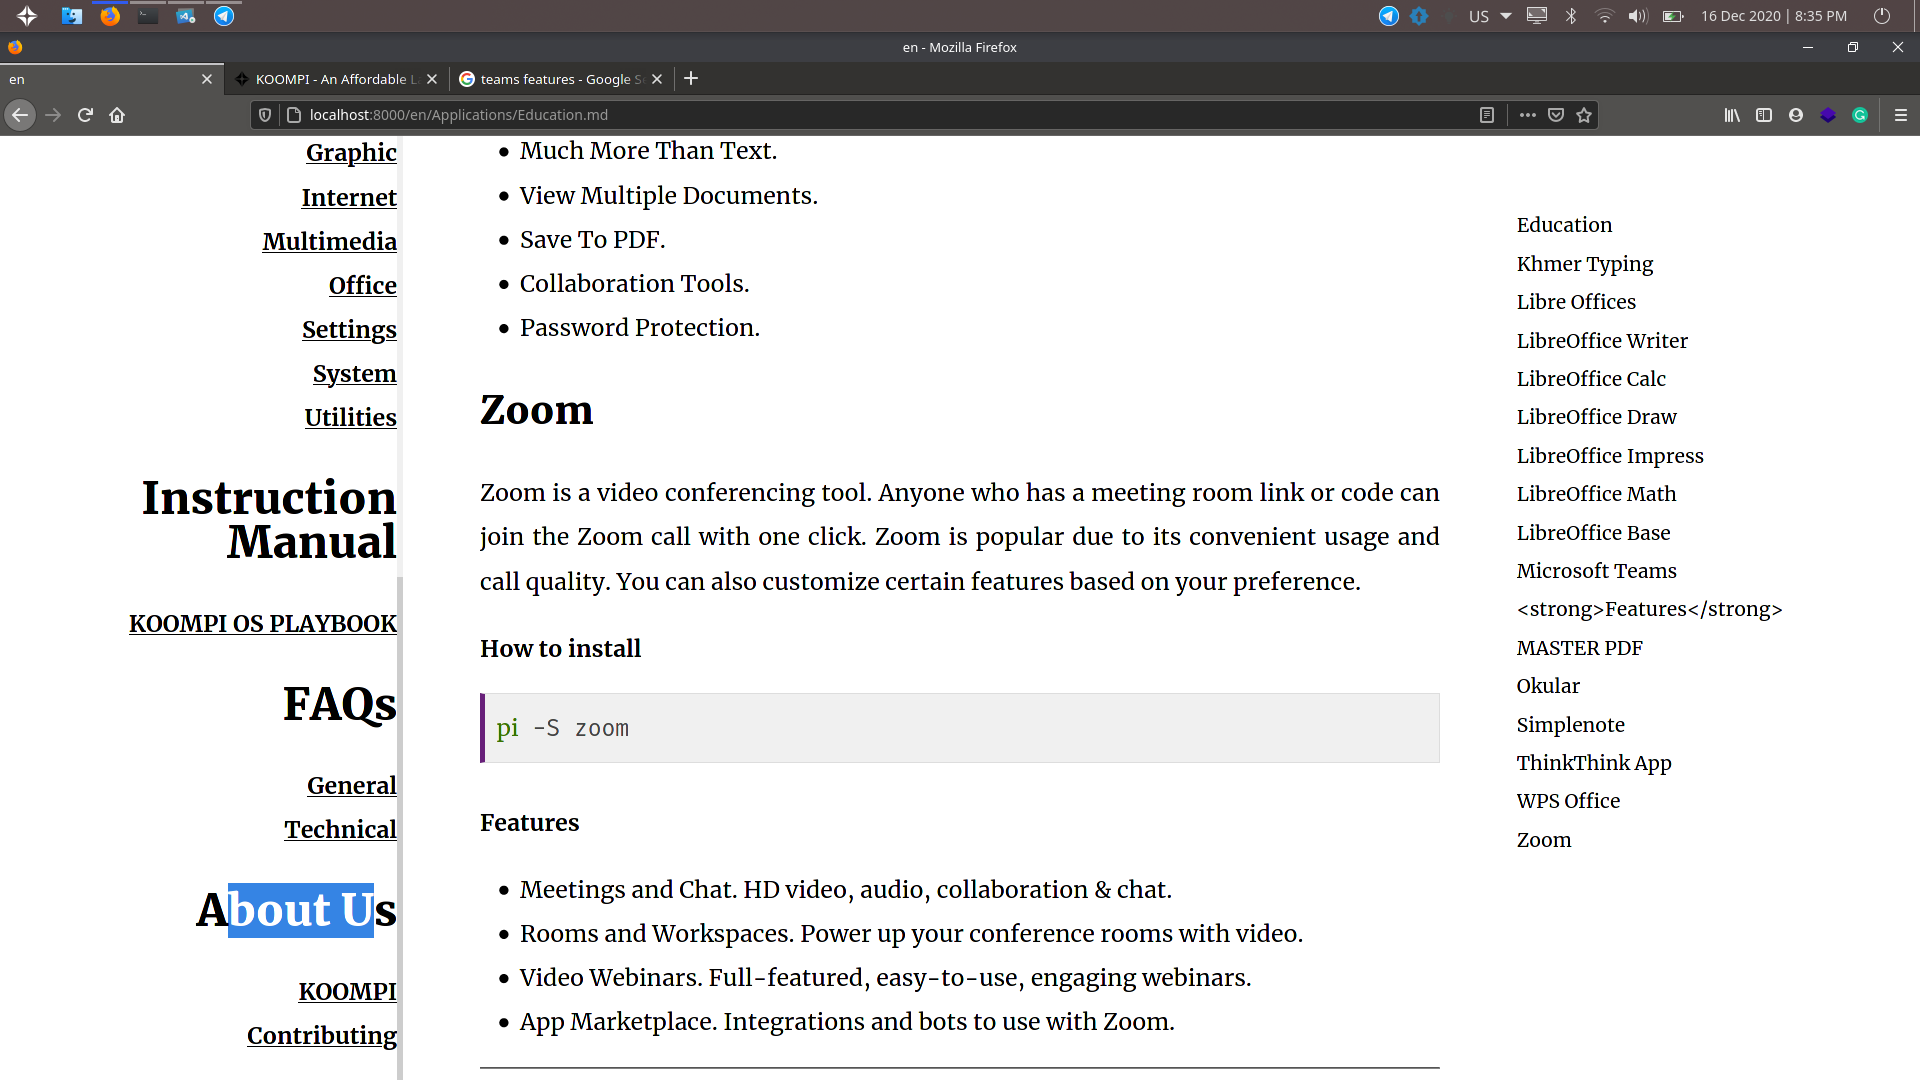 US
16 Dec 2020 | 8:35 PM
en - Mozilla Firefox
en
KOOMPI - An Affordable
teams features - Google
localhost:8000/en/Applications/Education.md
Graphic
Internet
Multimedia
Office
Settings
System
Utilities
Instruction
Manual
KOOMPI OS PLAYBOOK
FAQs
General
Technical
About Us
KOOMPI
Contributing
Much More Than Text.
View Multiple Documents.
Save To PDF.
Collaboration Tools.
Password Protection.
Zoom
Zoom is a video conferencing tool. Anyone who has a meeting room link or code can
join the Zoom call with one click. Zoom is popular due to its convenient usage and
call quality. You can also customize certain features based on your preference.
How to install
pi -S zoom
Features
Meetings and Chat. HD video, audio, collaboration & chat.
Rooms and Workspaces. Power up your conference rooms with video.
Video Webinars. Full-featured, easy-to-use, engaging webinars.
App Marketplace. Integrations and bots to use with Zoom.
Education
Khmer Typing
Libre Offices
LibreOffice Writer
LibreOffice Calc
LibreOffice Draw
LibreOffice Impress
LibreOffice Math
LibreOffice Base
Microsoft Teams
&lt;strong&gt;Features&lt;/strong&gt;
MASTER PDF
Okular
Simplenote
ThinkThink App
WPS Office
Zoom